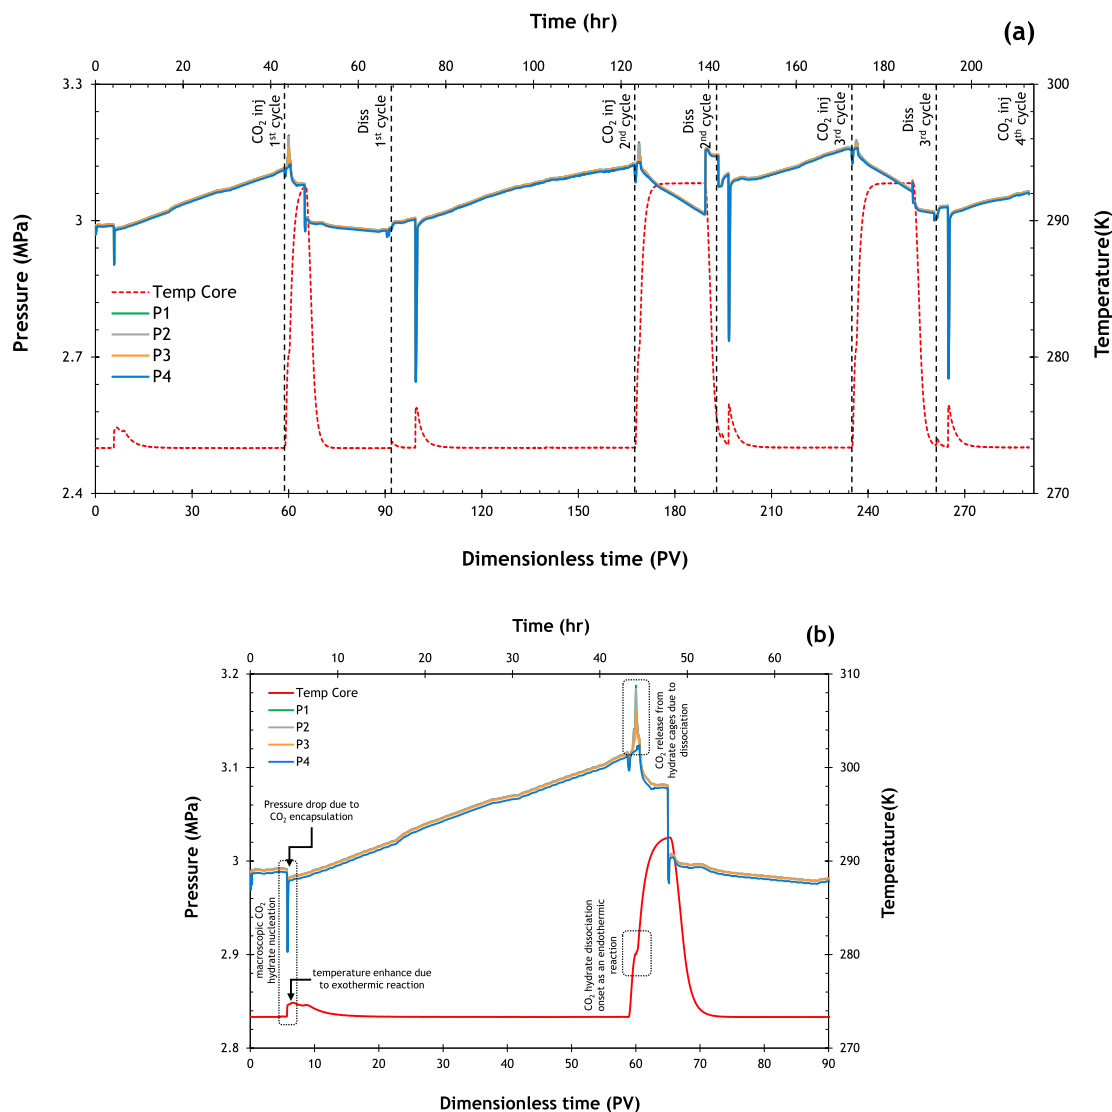 Time (hr)
(a)
0 20 40 60 80 100 120 140 160 180 200
3.3
3
2.7
2.4
300
290
280
270
Pressure (MPa)
Temperature(K)
CO2 inj
1st cycle
Diss
1st cycle
CO2 inj
2nd cycle
Diss
2nd cycle
CO2 inj
3rd cycle
Diss
3rd cycle
CO2 inj
4th cycle
Temp Core
P1
P2
P3
P4
0 30 60 90 120 150 180 210 240 270
Dimensionless time (PV)
Time (hr)
(b)
0 10 20 30 40 50 60
3.2
3.1
3
2.9
2.8
310
300
290
280
270
Pressure (MPa)
Temperature(K)
Temp Core
P1
P2
P3
P4
CO2 release from
hydrate cages due to
dissociation
Pressure drop due to
CO2 encapsulation
macroscopic CO2
hydrate nucleation
temperature enhance due
to exothermic reaction
CO2 hydrate dissociation
onset as an endothermic
reaction
0 10 20 30 40 50 60 70 80 90
Dimensionless time (PV)